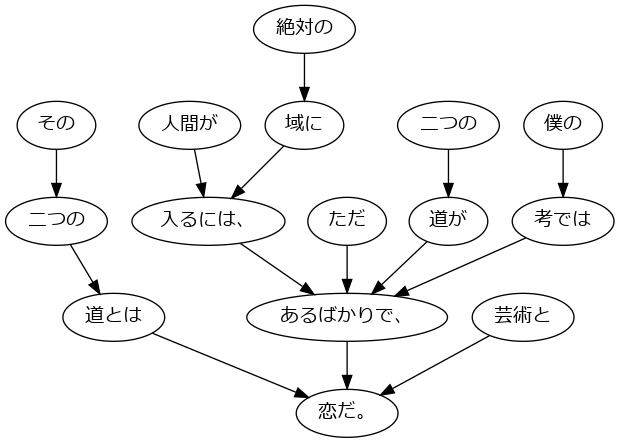 絶対の
その
人間が
域に
二つの
僕の
二つの
入るには、
ただ
道が
考では
道とは
あるばかりで、
芸術と
恋だ。